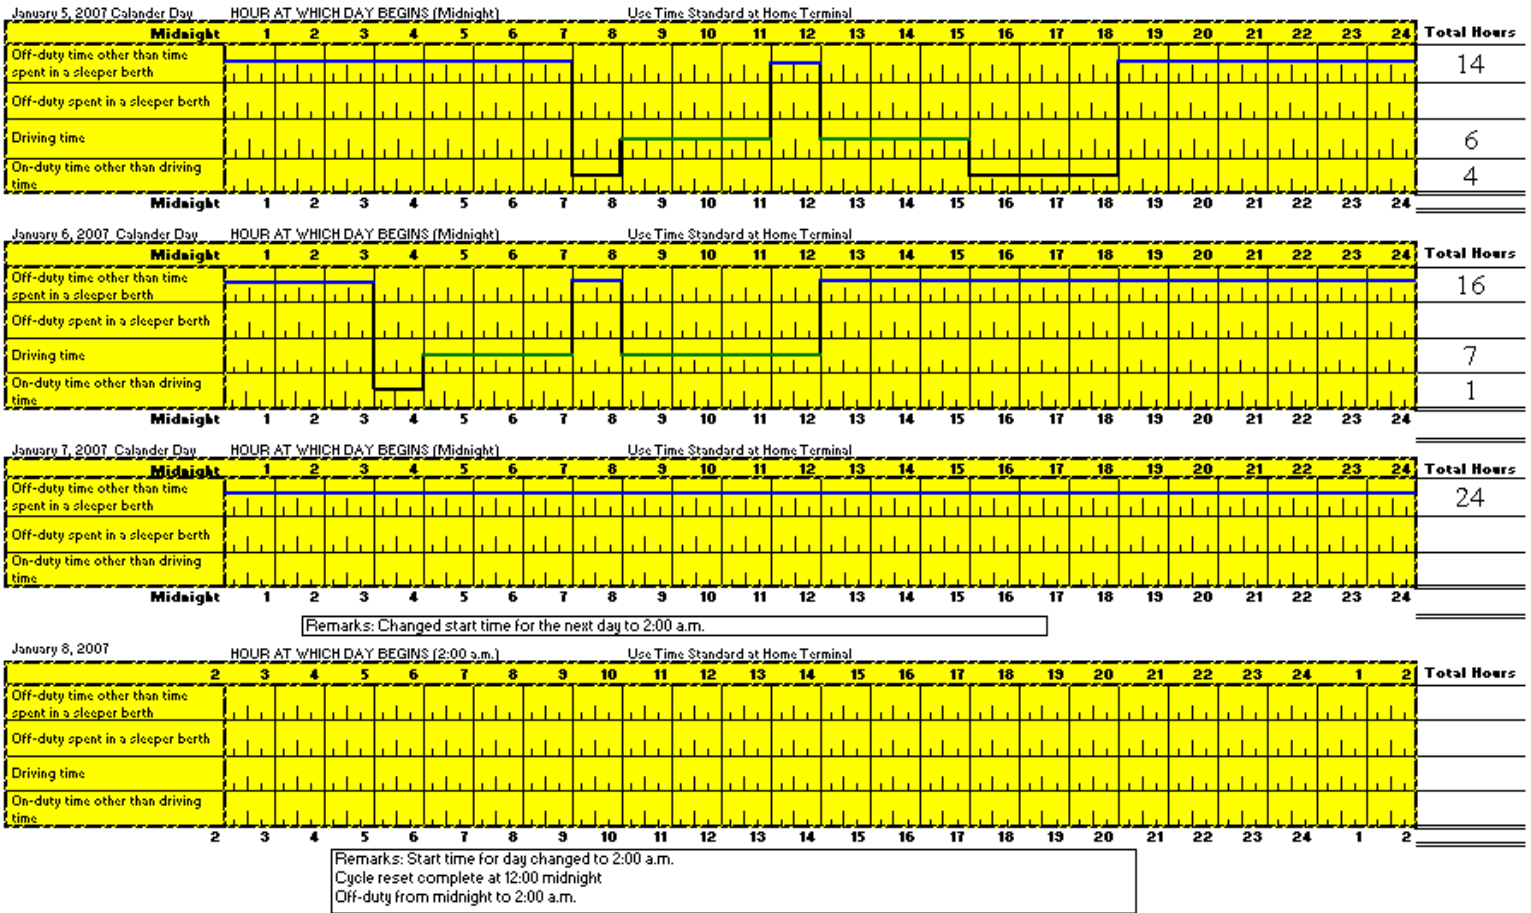 January 5, 2007 Calander Day HOUR AT WHICH DAY BEGINS (Midnight) Use Time Standard at Home Terminal
Midnight 1 2 3 4 5 6 7 8 9 10 11 12 13 14 15 16 17 18 19 20 21 22 23 24 Total Hours
Off-duty time other than time
spent in a sleeper berth 14
Off-duty spent in a sleeper berth
Driving time 6
On-duty time other than driving
time 4
Midnight 1 2 3 4 5 6 7 8 9 10 11 12 13 14 15 16 17 18 19 20 21 22 23 24
January 6, 2007 Calander Day HOUR AT WHICH DAY BEGINS (Midnight) Use Time Standard at Home Terminal
Midnight 1 2 3 4 5 6 7 8 9 10 11 12 13 14 15 16 17 18 19 20 21 22 23 24 Total Hours
Off-duty time other than time
spent in a sleeper berth 16
Off-duty spent in a sleeper berth
Driving time 7
On-duty time other than driving
time 1
Midnight 1 2 3 4 5 6 7 8 9 10 11 12 13 14 15 16 17 18 19 20 21 22 23 24
January 7, 2007 Calander Day HOUR AT WHICH DAY BEGINS (Midnight) Use Time Standard at Home Terminal
Midnight 1 2 3 4 5 6 7 8 9 10 11 12 13 14 15 16 17 18 19 20 21 22 23 24 Total Hours
Off-duty time other than time
spent in a sleeper berth 24
Off-duty spent in a sleeper berth
On-duty time other than driving
time
Midnight 1 2 3 4 5 6 7 8 9 10 11 12 13 14 15 16 17 18 19 20 21 22 23 24
Remarks: Changed start time for the next day to 2:00 a.m.
January 8, 2007 HOUR AT WHICH DAY BEGINS (2:00 a.m.) Use Time Standard at Home Terminal
2 3 4 5 6 7 8 9 10 11 12 13 14 15 16 17 18 19 20 21 22 23 24 1 2 Total Hours
Off-duty time other than time
spent in a sleeper berth
Off-duty spent in a sleeper berth
Driving time
On-duty time other than driving
time
2 3 4 5 6 7 8 9 10 11 12 13 14 15 16 17 18 19 20 21 22 23 24 1 2
Remarks: Start time for day changed to 2:00 a.m.
Cycle reset complete at 12:00 midnight
Off-duty from midnight to 2:00 a.m.